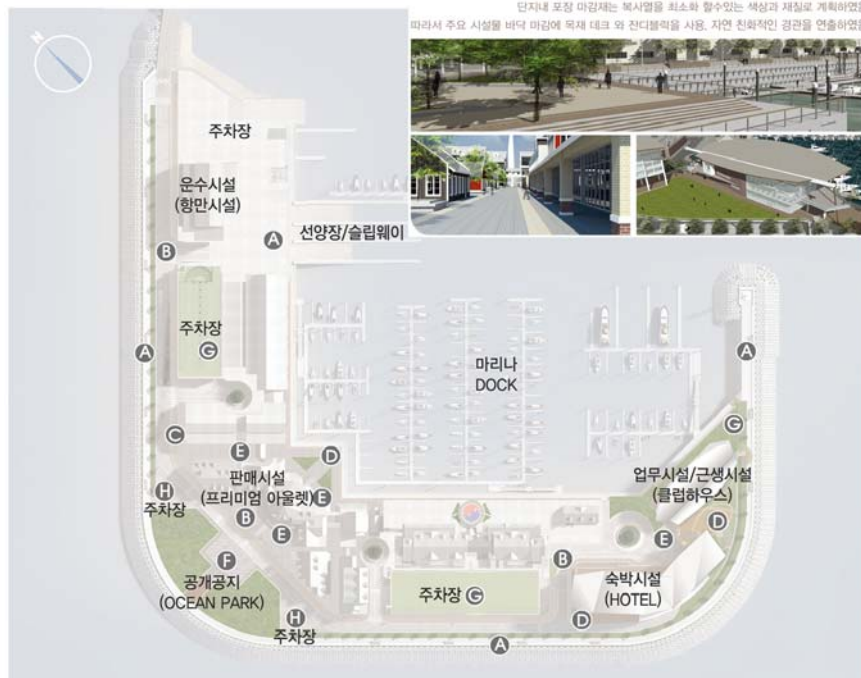 단지내 포장 마감재는 복사열을 최소화 할수있는 색상과 재질로 계획하였
따라서 주요 시설물 바닥 마감에 목재 데크 와 잔디블럭을 사용, 자연 친화적인 경관을 연출하였
N
주차장
운수시설
(항만시설)
A
선양장/슬립웨이
B
주차장
G
A
마리나
DOCK
A
C
G
E
D
판매시설
(프리미엄 아울렛)
E
업무시설/근생시설
(클럽하우스)
H
주차장
B
D
E
E
F
B
공개공지
(OCEAN PARK)
숙박시설
(HOTEL)
주차장 G
H
주차장
D
A